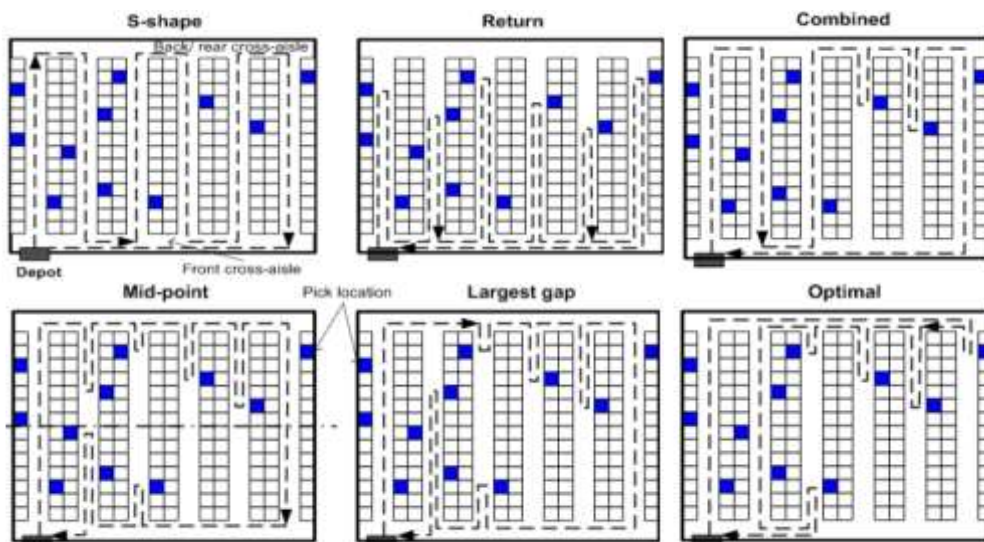 S-shape
Return
Combined
Back/ rear cross-aisle
Depot
Front cross-aisle
Mid-point
Pick location
Largest gap
Optimal